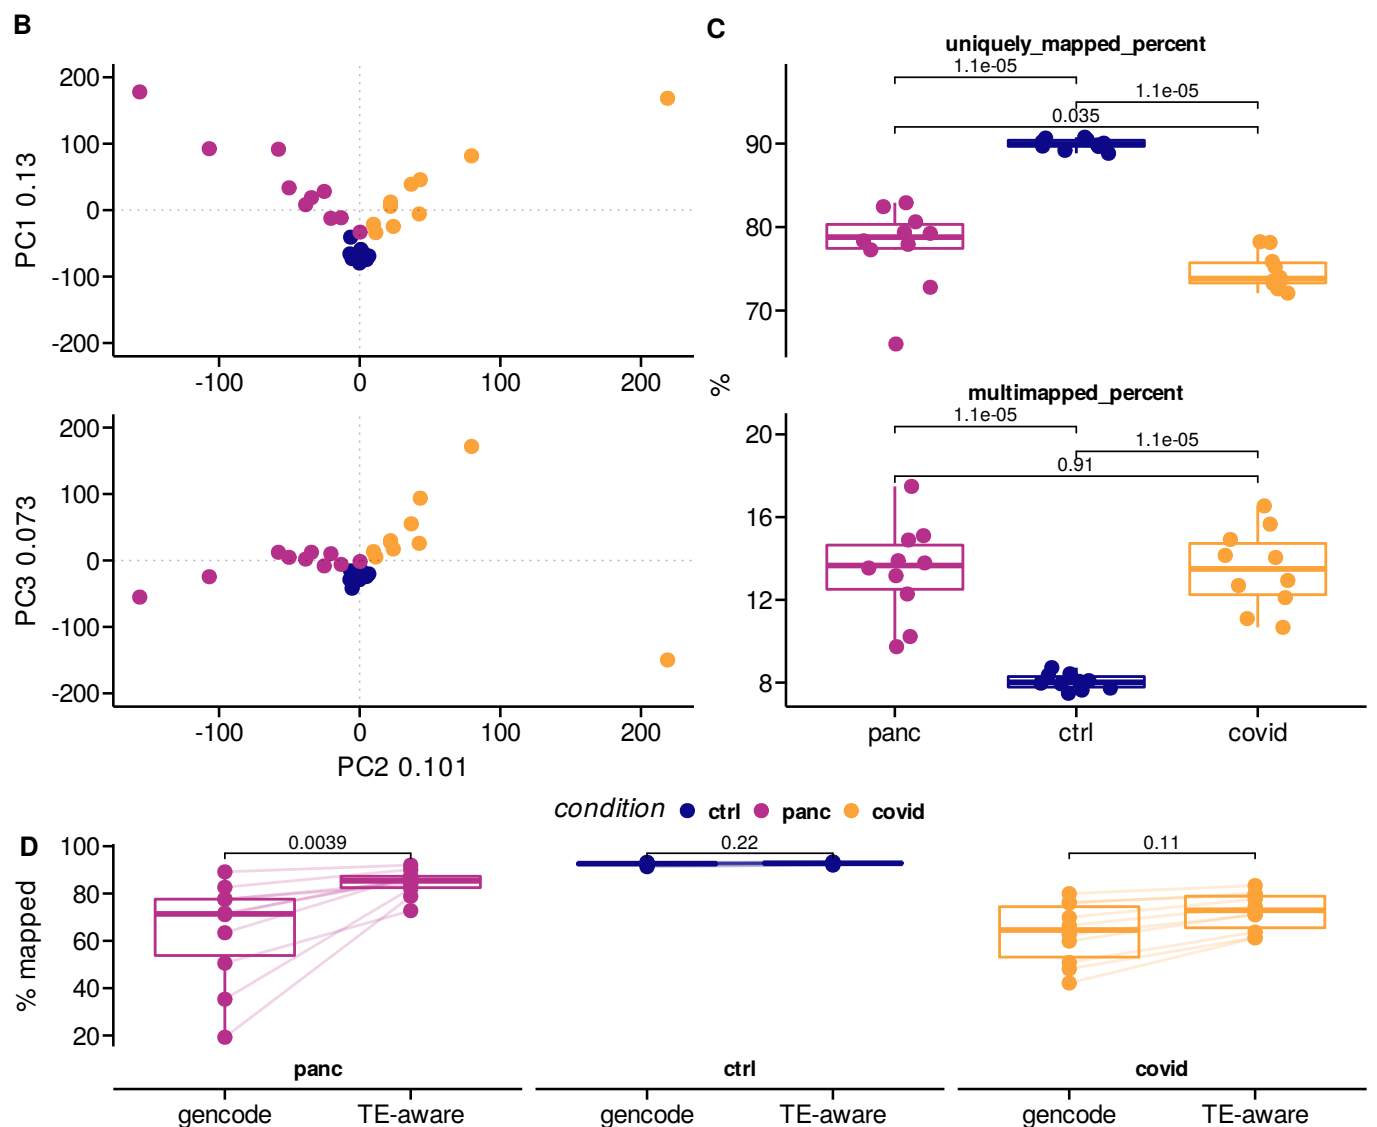 B
200
100
0
-100
-200
PC1 0.13
-100
0
100
200
200
100
0
-100
-200
PC3 0.073
-100
0
100
200
PC2 0.101
C
uniquely_mapped_percent
1.1e-05
1.1e-05
0.035
90
80
70
%
multimapped_percent
1.1e-05
1.1e-05
0.91
20
16
12
8
panc
ctrl
covid
condition ctrl panc covid
D
100
80
60
40
20
% mapped
0.0039
0.22
0.11
panc
ctrl
covid
gencode
TE-aware
gencode
TE-aware
gencode
TE-aware